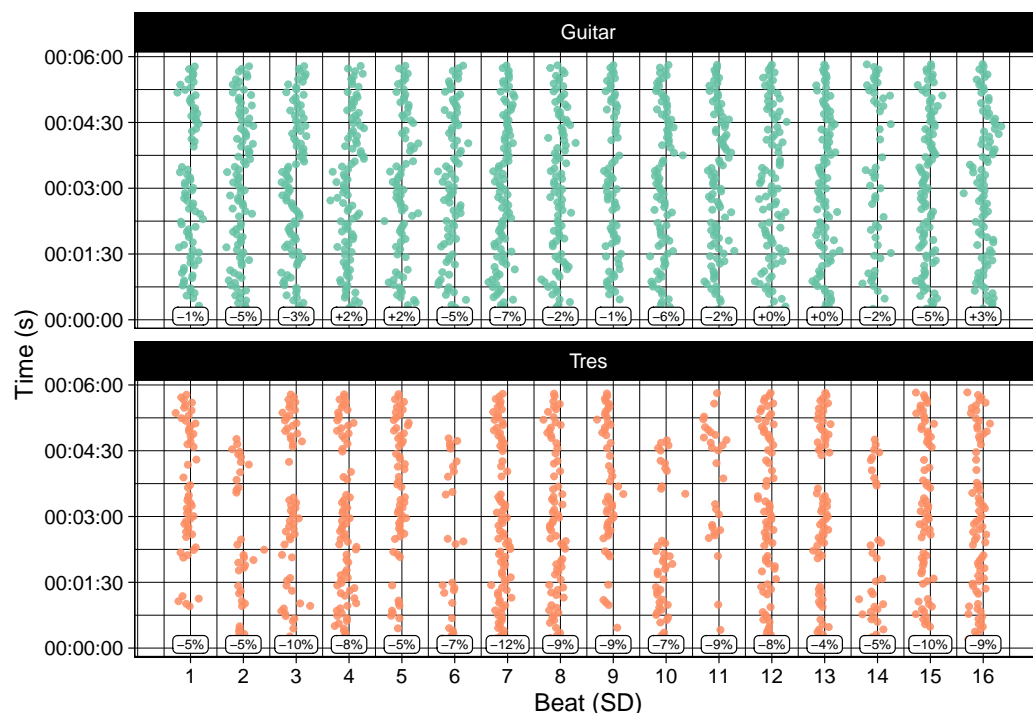 Guitar
00:06:00
00:04:30
00:03:00
00:01:30
00:00:00
−1% −5% −3% +2% +2% −5% −7% −2% −1% −6% −2% +0% +0% −2% −5% +3%
Time (s)
Tres
00:06:00
00:04:30
00:03:00
00:01:30
00:00:00
−5% −5% −10% −8% −5% −7% −12% −9% −9% −7% −9% −8% −4% −5% −10% −9%
1 2 3 4 5 6 7 8 9 10 11 12 13 14 15 16
Beat (SD)